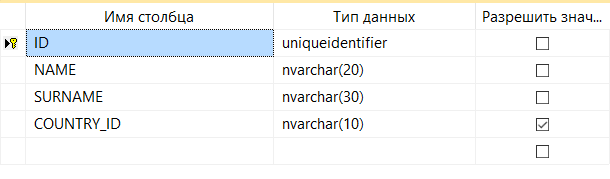 Имя столбца Тип данных Разрешить знач...
ID uniqueidentifier
NAME nvarchar(20)
SURNAME nvarchar(30)
COUNTRY_ID nvarchar(10)